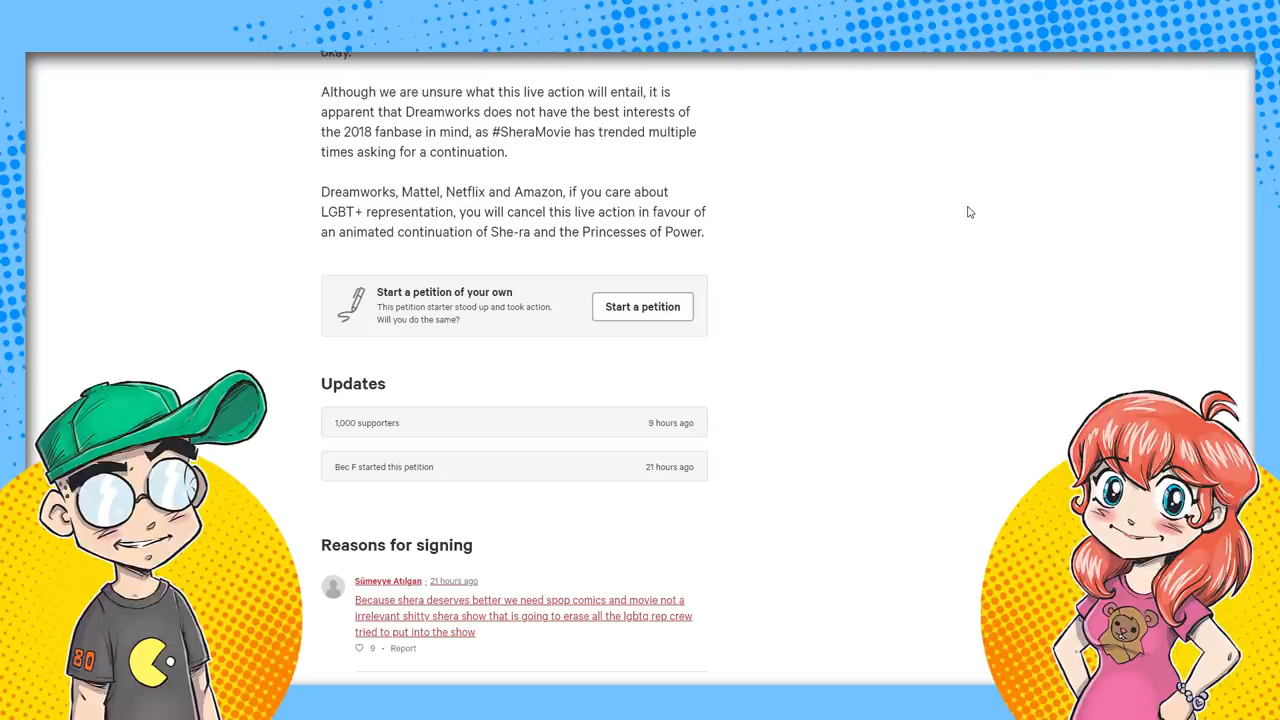 okay.
Although we are unsure what this live action will entail, it is
apparent that Dreamworks does not have the best interests of
the 2018 fanbase in mind, as #SheraMovie has trended multiple
times asking for a continuation.
Dreamworks, Mattel, Netflix and Amazon, if you care about
LGBT+ representation, you will cancel this live action in favour of
an animated continuation of She-ra and the Princesses of Power.
Start a petition of your own
This petition starter stood up and took action.
Will you do the same?
Start a petition
Updates
1,000 supporters 9 hours ago
Bec F started this petition 21 hours ago
Reasons for signing
Sümeyye Atılgan · 21 hours ago
Because shera deserves better we need spop comics and movie not a
irrelevant shitty shera show that is going to erase all the lgbtq rep crew
tried to put into the show
9 · Report
80